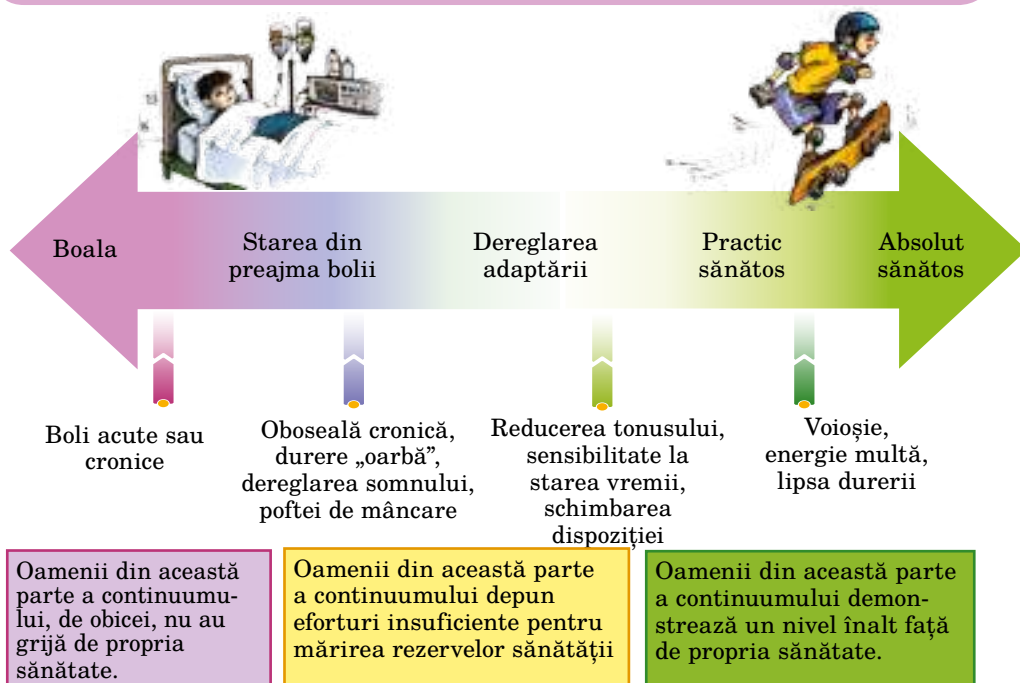 Boala
Starea din
preajma bolii
Dereglarea
adaptării
Practic
sănătos
Absolut
sănătos
Boli acute sau
cronice
Oboseală cronică,
durere „oarbă”,
dereglarea somnului,
poftei de mâncare
Reducerea tonusului,
sensibilitate la
starea vremii,
schimbarea
dispoziției
Voioșie,
energie multă,
lipsa durerii
Oamenii din această
parte a continuumu-
lui, de obicei, nu au
grijă de propria
sănătate.
Oamenii din această parte
a continuumului depun
eforturi insuficiente pentru
mărirea rezervelor sănătății
Oamenii din această parte
a continuumului demon-
strează un nivel înalt față
de propria sănătate.